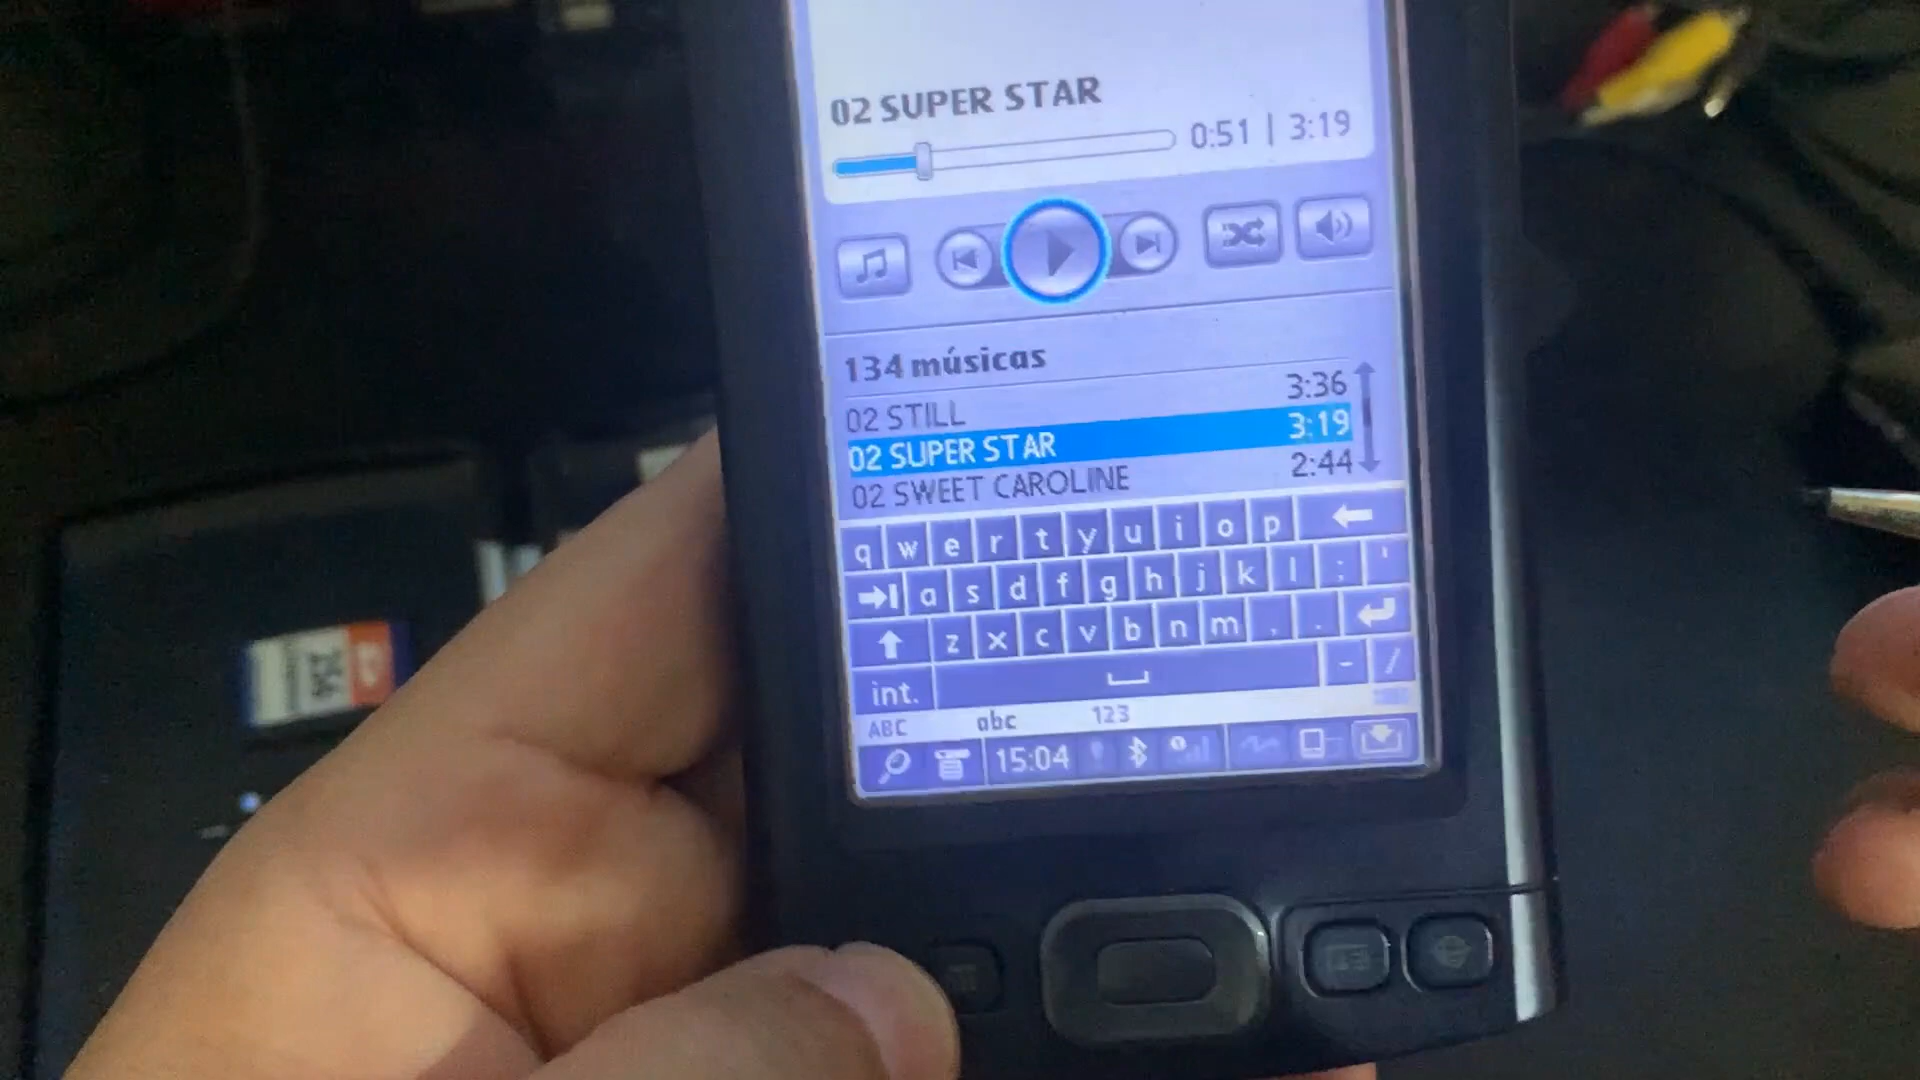 02 SUPER STAR
0:51 | 3:19
134 músicas
02 STILL 3:36
02 SUPER STAR 3:19
02 SWEET CAROLINE 2:44
q w e r t y u i o p
a s d f g h j k l ; '
z x c v b n m , .
int. - /
ABC abc 123
15:04
256